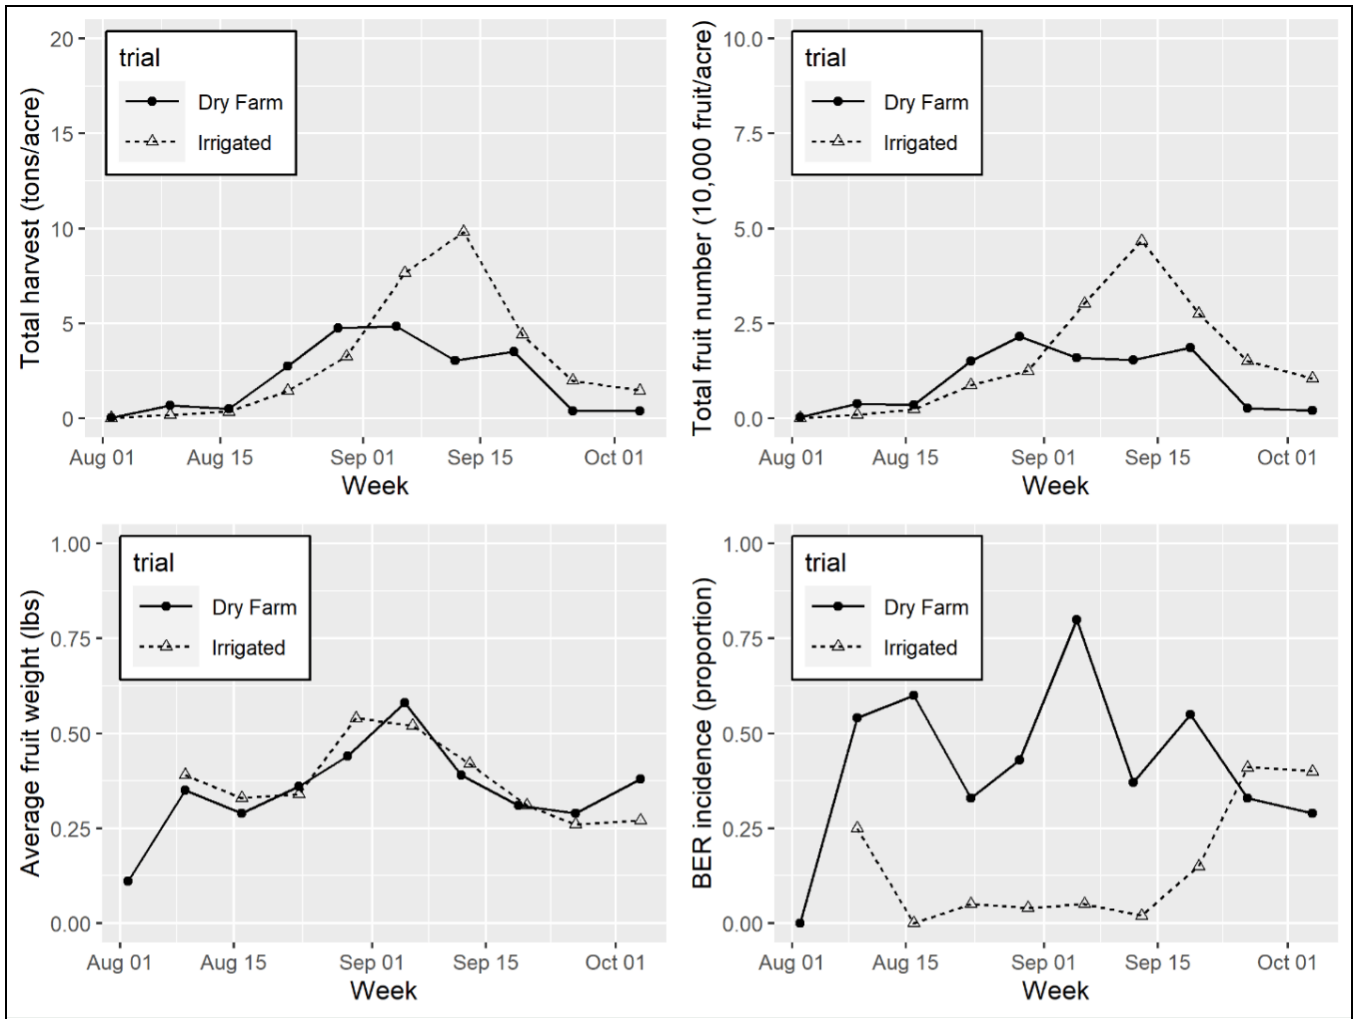 Total harvest (tons/acre)
20
15
10
5
0
trial
Dry Farm
Irrigated
Aug 01
Aug 15
Sep 01
Sep 15
Oct 01
Week
Total fruit number (10,000 fruit/acre)
10.0
7.5
5.0
2.5
0.0
trial
Dry Farm
Irrigated
Aug 01
Aug 15
Sep 01
Sep 15
Oct 01
Week
Average fruit weight (lbs)
1.00
0.75
0.50
0.25
0.00
trial
Dry Farm
Irrigated
Aug 01
Aug 15
Sep 01
Sep 15
Oct 01
Week
BER incidence (proportion)
1.00
0.75
0.50
0.25
0.00
trial
Dry Farm
Irrigated
Aug 01
Aug 15
Sep 01
Sep 15
Oct 01
Week